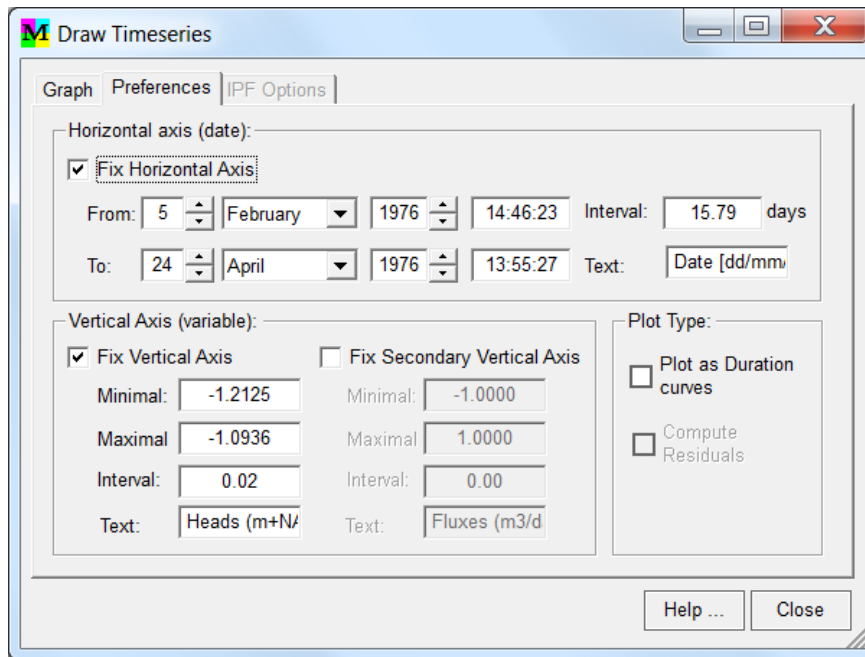 M Draw Timeseries
Graph Preferences IPF Options
Horizontal axis (date):
Fix Horizontal Axis
From: 5 February 1976 14:46:23 Interval: 15.79 days
To: 24 April 1976 13:55:27 Text: Date [dd/mm/
Vertical Axis (variable): Plot Type:
Fix Vertical Axis Fix Secondary Vertical Axis Plot as Duration
curves
Minimal: -1.2125 Minimal: -1.0000
Maximal -1.0936 Maximal 1.0000 Compute
Residuals
Interval: 0.02 Interval: 0.00
Text: Heads (m+NA Text: Fluxes (m3/d
Help ... Close